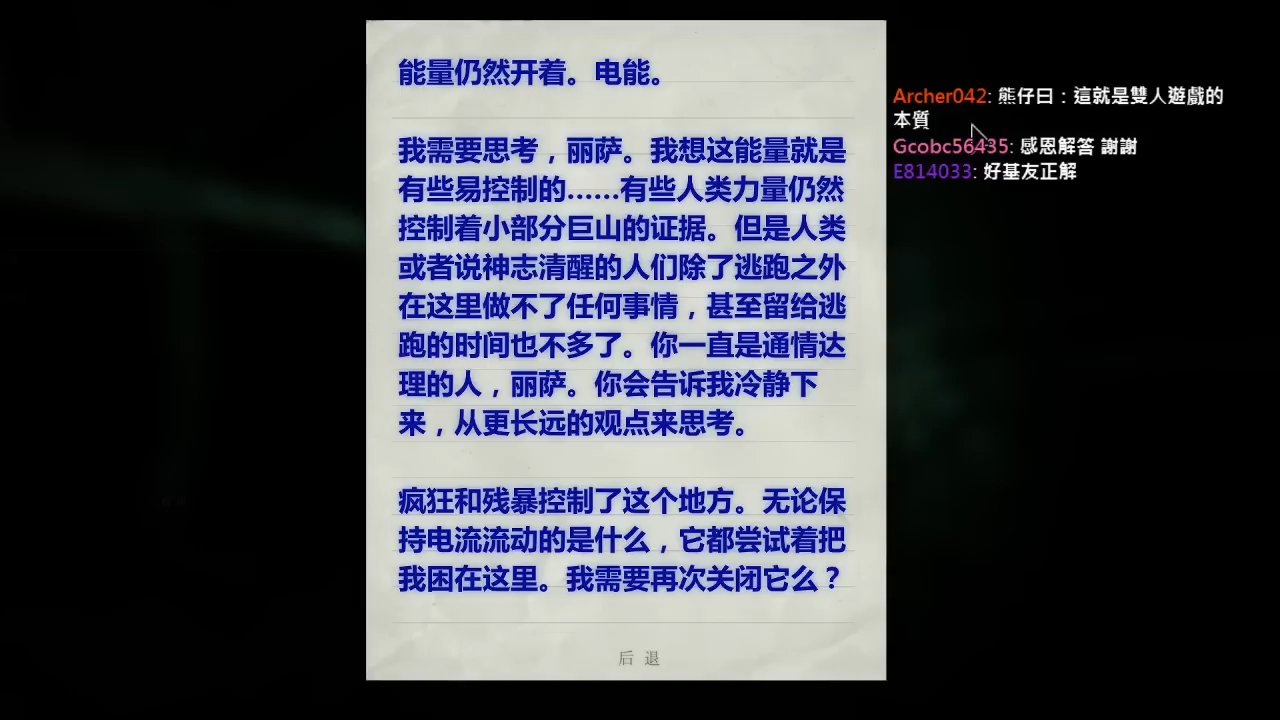 能量仍然开着。电能。
我需要思考，丽萨。我想这能量就是
有些易控制的……有些人类力量仍然
控制着小部分巨山的证据。但是人类
或者说神志清醒的人们除了逃跑之外
在这里做不了任何事情，甚至留给逃
跑的时间也不多了。你一直是通情达
理的人，丽萨。你会告诉我冷静下
来，从更长远的观点来思考。
疯狂和残暴控制了这个地方。无论保
持电流流动的是什么，它都尝试着把
我困在这里。我需要再次关闭它么？
后 退
Archer042: 熊仔曰：這就是雙人遊戲的
本質
Gcobc56435: 感恩解答 謝謝
E814033: 好基友正解